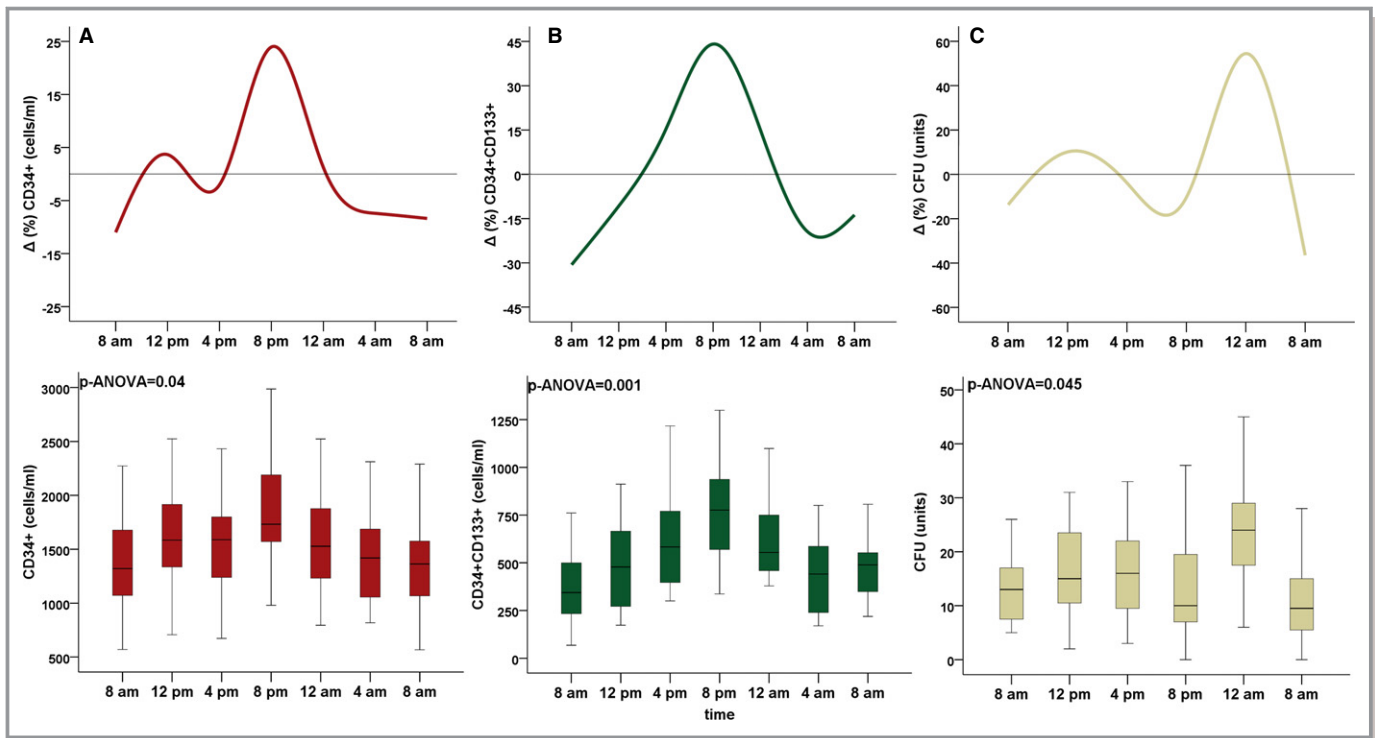 A
Δ (%) CD34+ (cells/ml)
25
15
5
-5
-15
-25
8 am 12 pm 4 pm 8 pm 12 am 4 am 8 am
B
Δ (%) CD34+CD133+
45
30
15
0
-15
-30
-45
8 am 12 pm 4 pm 8 pm 12 am 4 am 8 am
C
Δ (%) CFU (units)
60
40
20
0
-20
-40
-60
8 am 12 pm 4 pm 8 pm 12 am 8 am
p-ANOVA=0.04
CD34+ (cells/ml)
3000
2500
2000
1500
1000
500
8 am 12 pm 4 pm 8 pm 12 am 4 am 8 am
p-ANOVA=0.001
CD34+CD133+ (cells/ml)
1250
1000
750
500
250
0
8 am 12 pm 4 pm 8 pm 12 am 4 am 8 am
time
p-ANOVA=0.045
CFU (units)
50
40
30
20
10
0
8 am 12 pm 4 pm 8 pm 12 am 8 am